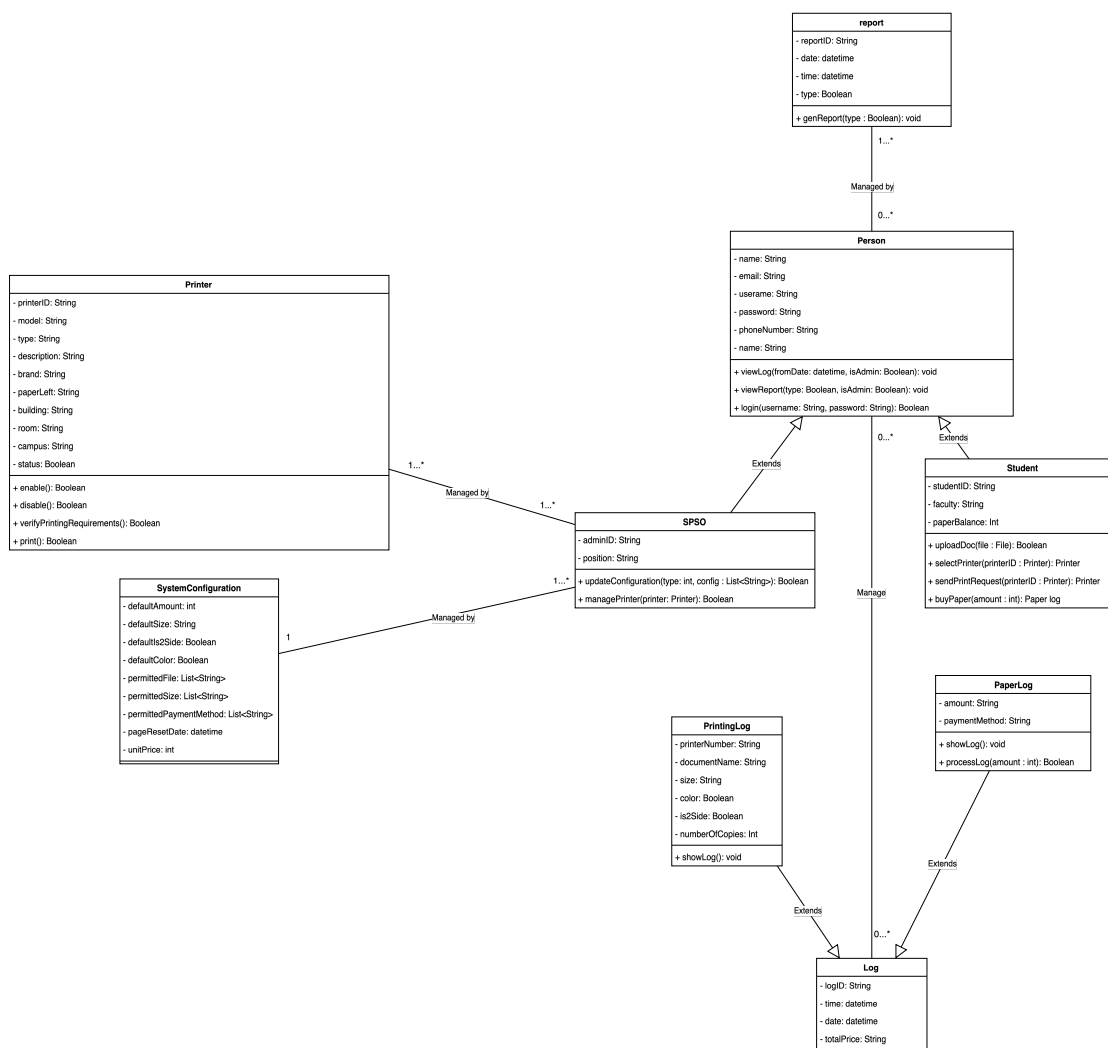 report
- reportID: String
- date: datetime
- time: datetime
- type: Boolean
+ genReport(type : Boolean): void
1...*
Managed by
0...*
Person
- name: String
- email: String
- userame: String
- password: String
- phoneNumber: String
- name: String
+ viewLog(fromDate: datetime, isAdmin: Boolean): void
+ viewReport(type: Boolean, isAdmin: Boolean): void
+ login(username: String, password: String): Boolean
Printer
- printerID: String
- model: String
- type: String
- description: String
- brand: String
- paperLeft: String
- building: String
- room: String
- campus: String
- status: Boolean
+ enable(): Boolean
+ disable(): Boolean
+ verifyPrintingRequirements(): Boolean
+ print(): Boolean
1...*
Managed by
1...*
Extends
0...*
Extends
Student
- studentID: String
- faculty: String
- paperBalance: Int
+ uploadDoc(file : File): Boolean
+ selectPrinter(printerID : Printer): Printer
+ sendPrintRequest(printerID : Printer): Printer
+ buyPaper(amount : int): Paper log
SPSO
- adminID: String
- position: String
+ updateConfiguration(type: int, config : List<String>): Boolean
+ managePrinter(printer: Printer): Boolean
1...*
Managed by
1
SystemConfiguration
- defaultAmount: int
- defaultSize: String
- defaultIs2Side: Boolean
- defaultColor: Boolean
- permittedFile: List<String>
- permittedSize: List<String>
- permittedPaymentMethod: List<String>
- pageResetDate: datetime
- unitPrice: int
Manage
PaperLog
- amount: String
- paymentMethod: String
+ showLog(): void
+ processLog(amount : int): Boolean
PrintingLog
- printerNumber: String
- documentName: String
- size: String
- color: Boolean
- is2Side: Boolean
- numberOfCopies: Int
+ showLog(): void
Extends
Extends
0...*
Log
- logID: String
- time: datetime
- date: datetime
- totalPrice: String